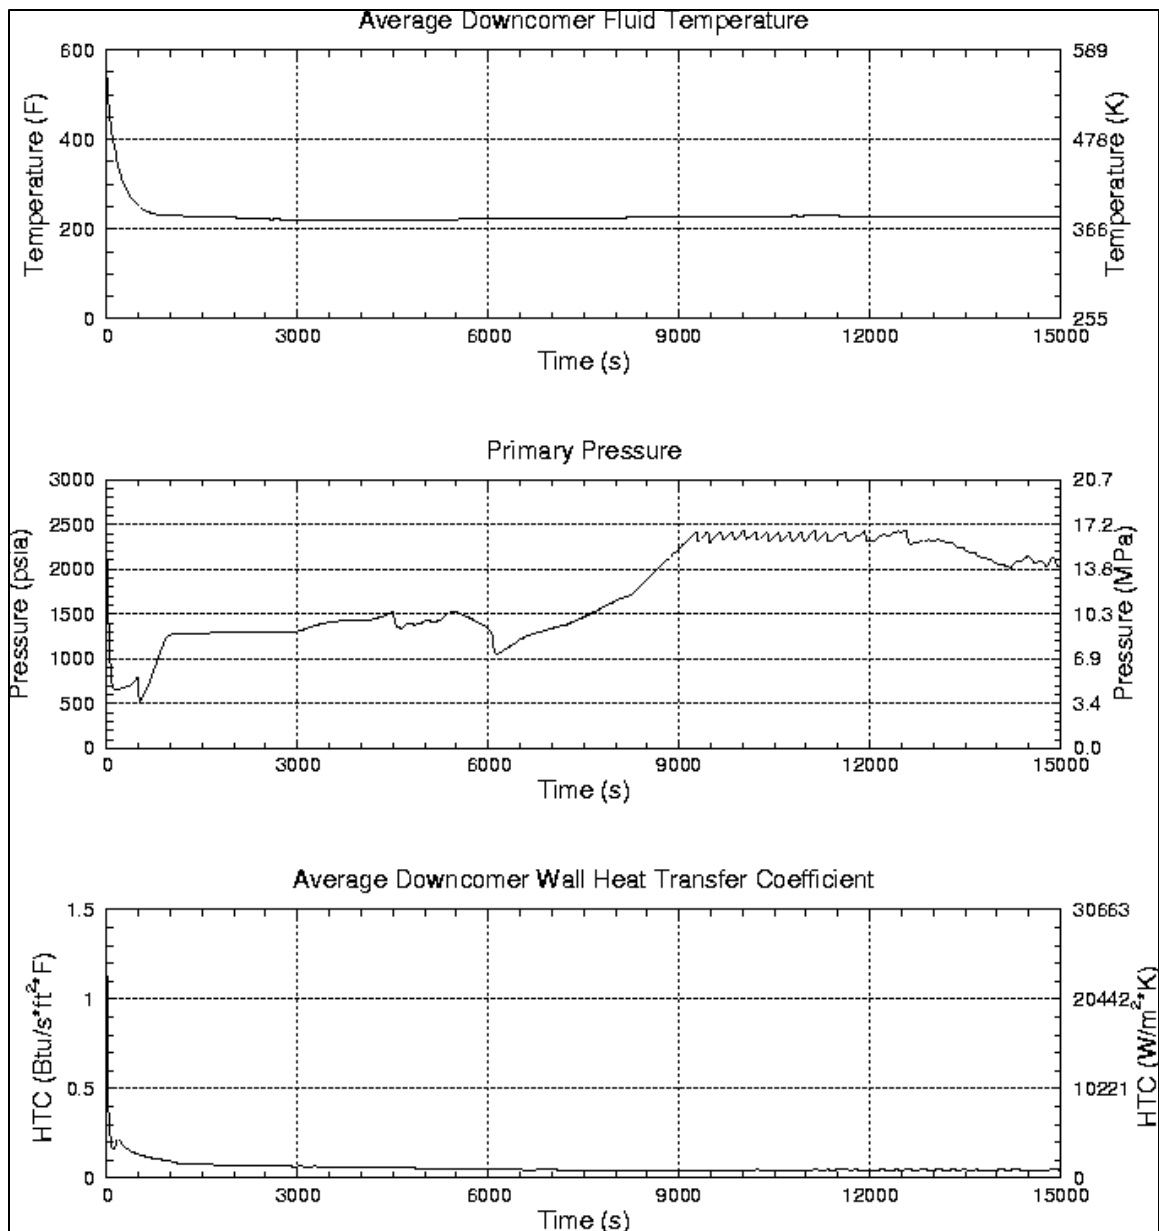 Average Downcomer Fluid Temperature
Temperature (F)
600
400
200
0
589
478
366
255
Temperature (K)
0 3000 6000 9000 12000 15000
Time (s)
Primary Pressure
Pressure (psia)
3000
2500
2000
1500
1000
500
0
20.7
17.2
13.8
10.3
6.9
3.4
0.0
Pressure (MPa)
0 3000 6000 9000 12000 15000
Time (s)
Average Downcomer Wall Heat Transfer Coefficient
HTC (Btu/s*ft²*F)
1.5
1
0.5
0
30663
20442
10221
0
HTC (W/m²*K)
0 3000 6000 9000 12000 15000
Time (s)